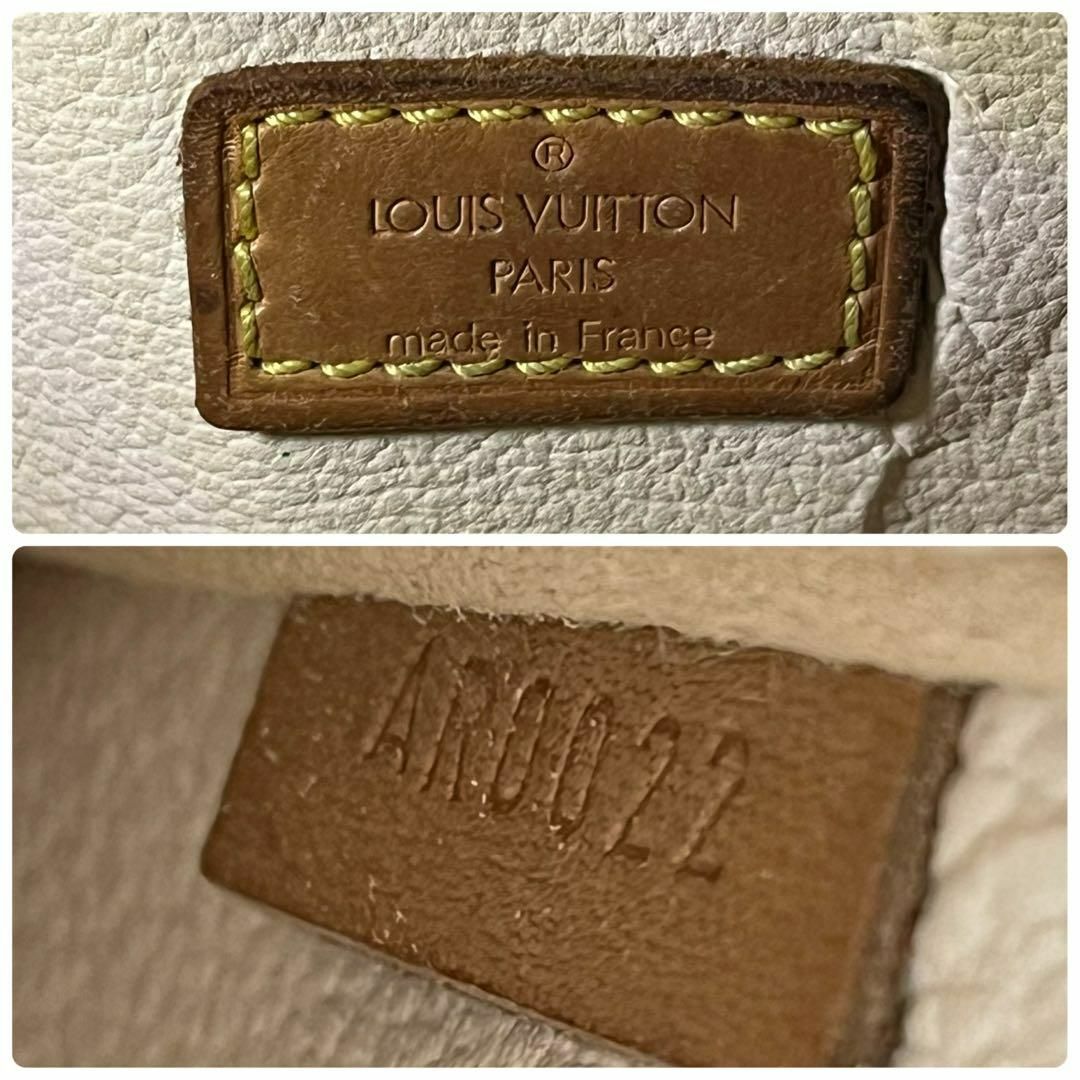 ®
LOUIS VUITTON
PARIS
made in France
AR0022